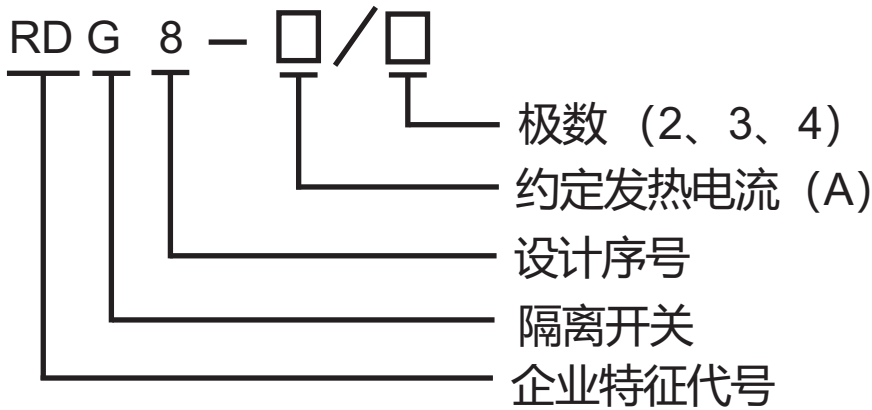 RD G 8 － □/□
极数（2、3、4）
约定发热电流（A）
设计序号
隔离开关
企业特征代号